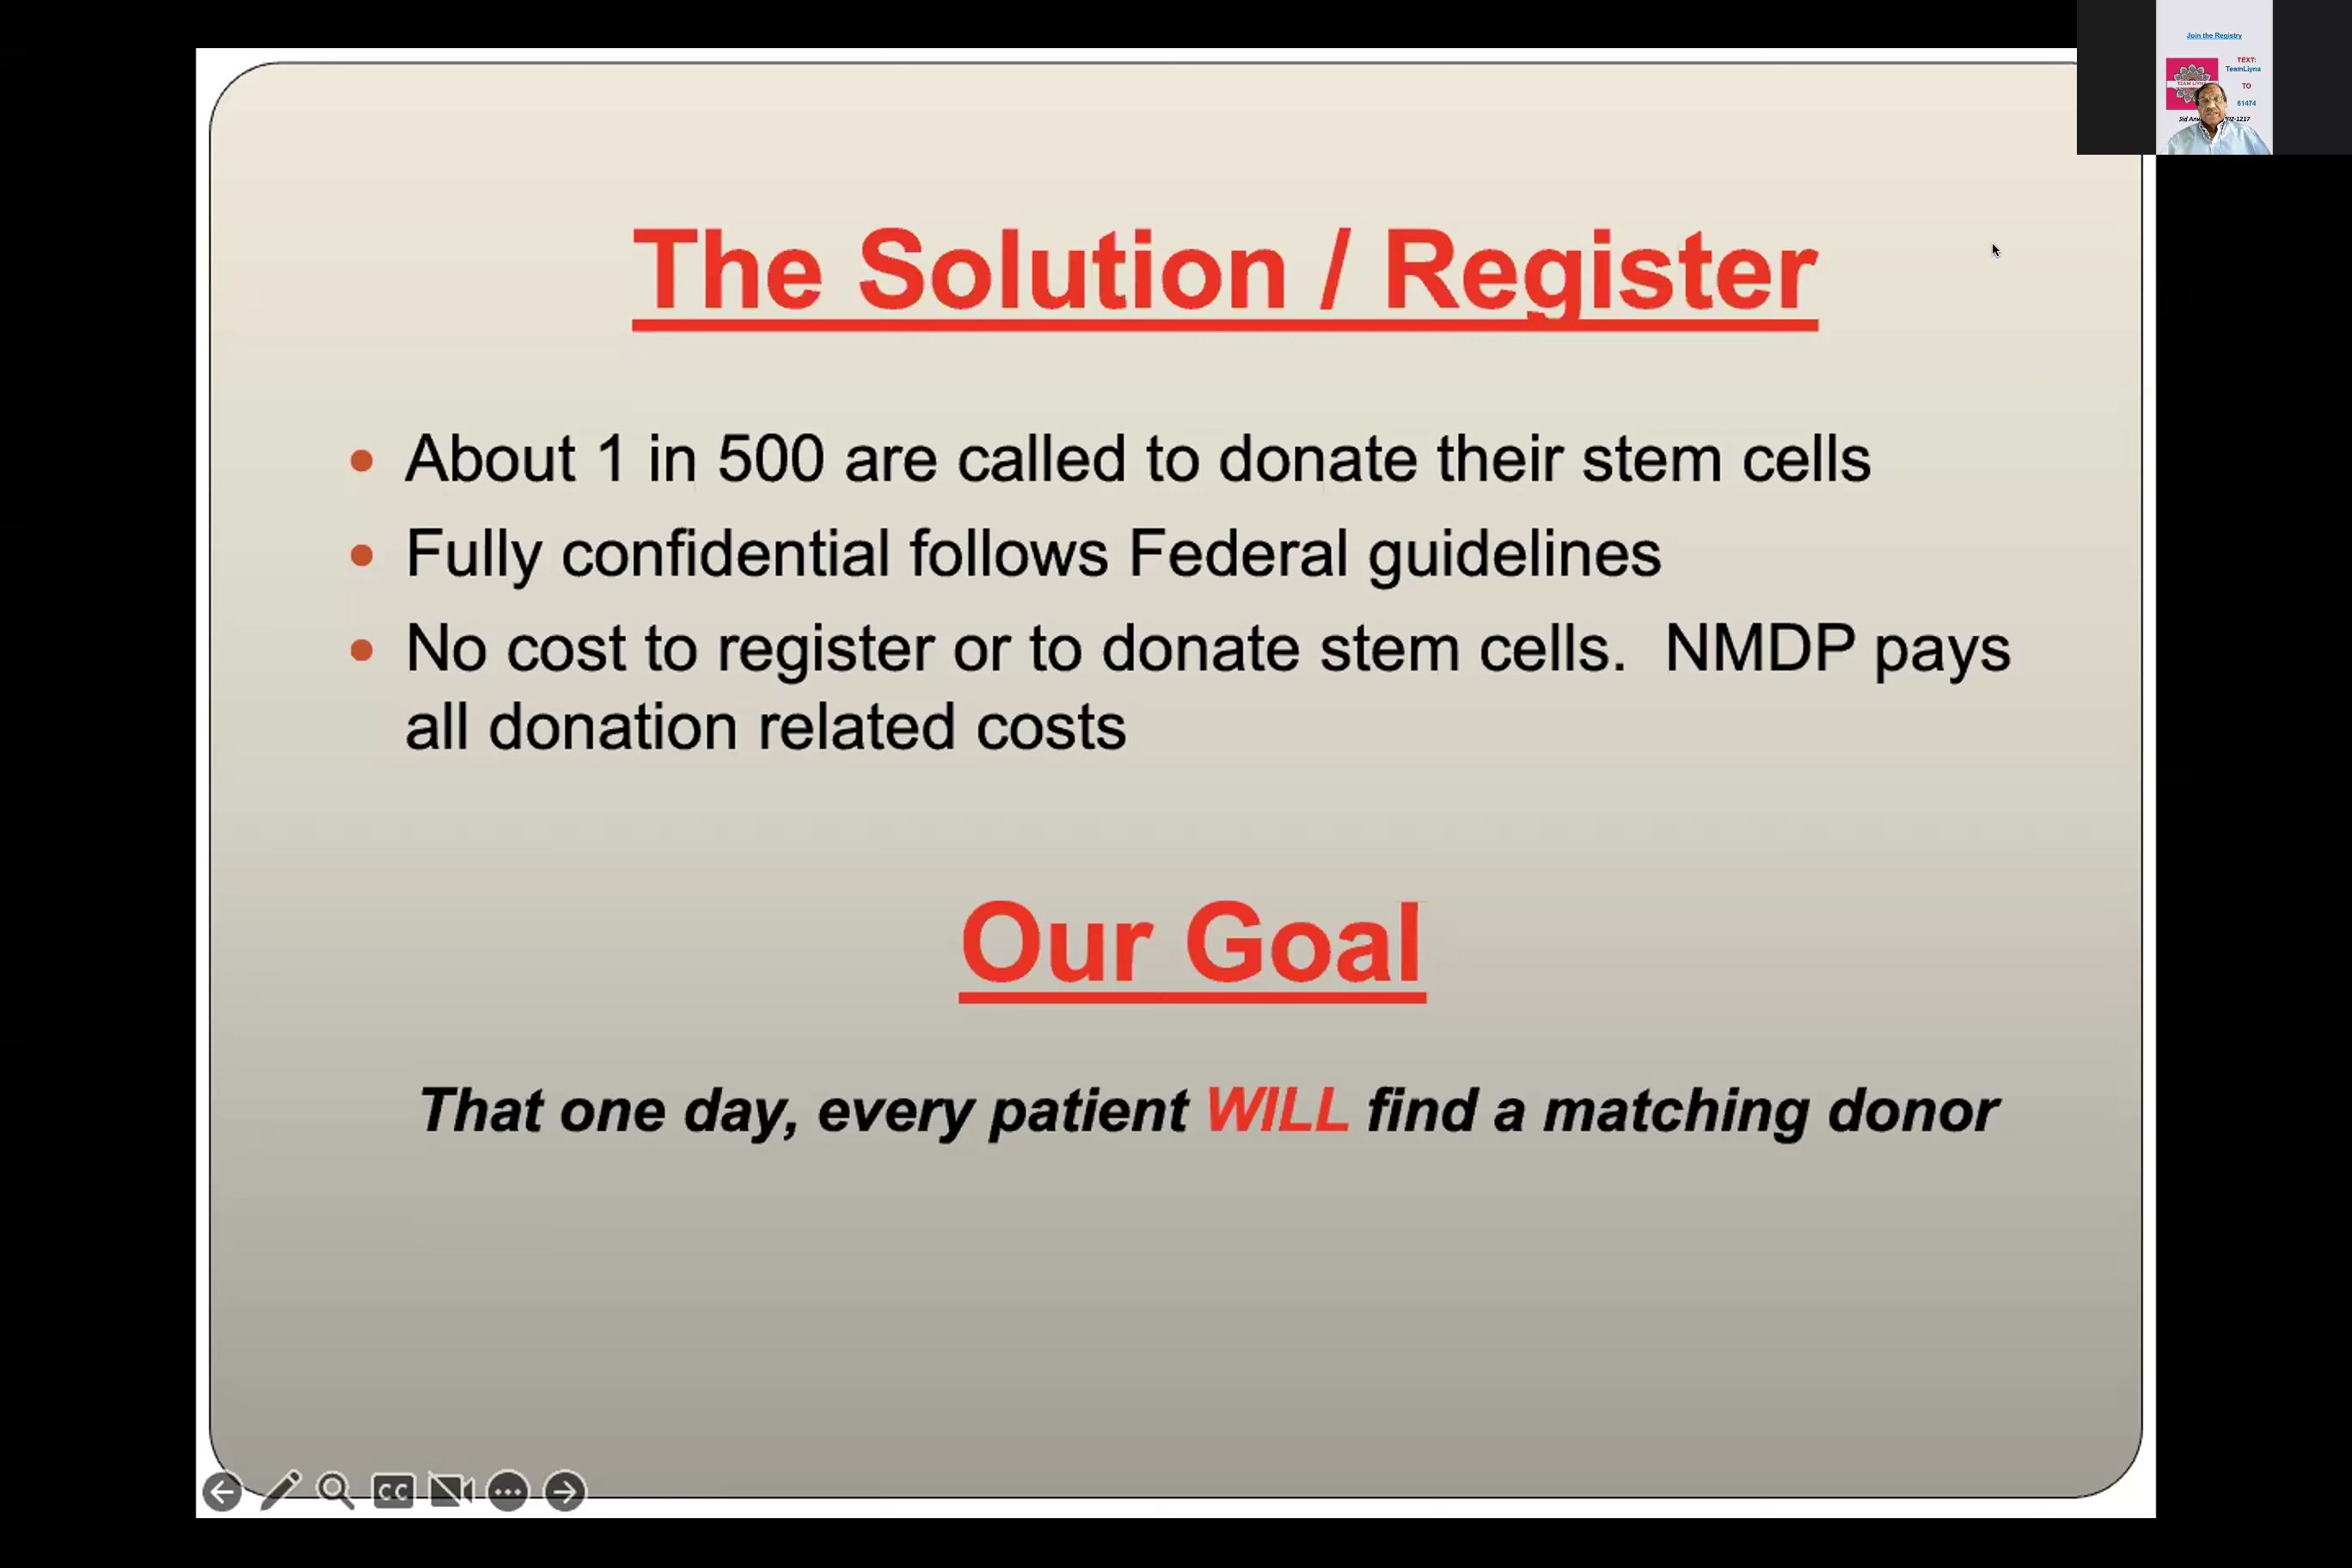 Join the Registry
TEXT:
TeamLiyna
TO
61474
The Solution / Register
• About 1 in 500 are called to donate their stem cells
• Fully confidential follows Federal guidelines
• No cost to register or to donate stem cells. NMDP pays
all donation related costs
Our Goal
That one day, every patient WILL find a matching donor
CC